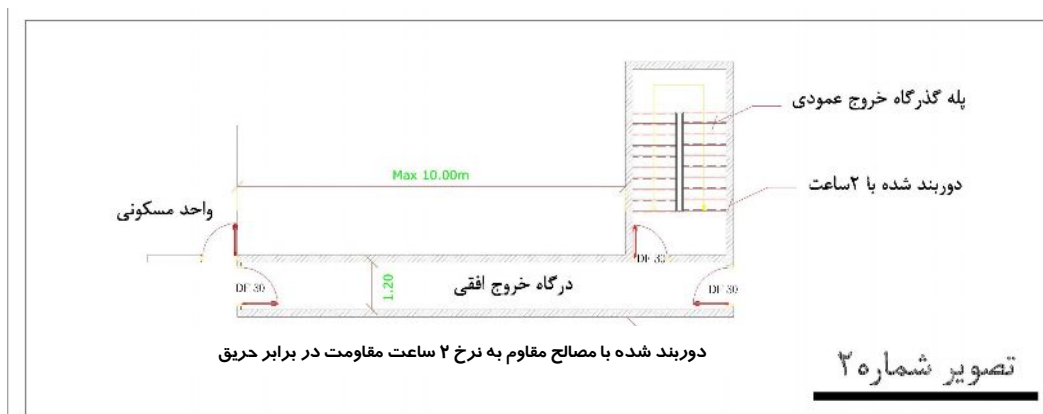 پله گذرگاه خروج عمودی
Max 10.00m
دوربند شده با ۲ساعت
واحد مسکونی
DF 30
درگاه خروج افقی
1.20
DF 30
DF 30
دوربند شده با مصالح مقاوم به نرخ ۲ ساعت مقاومت در برابر حریق
تصویر شماره۲